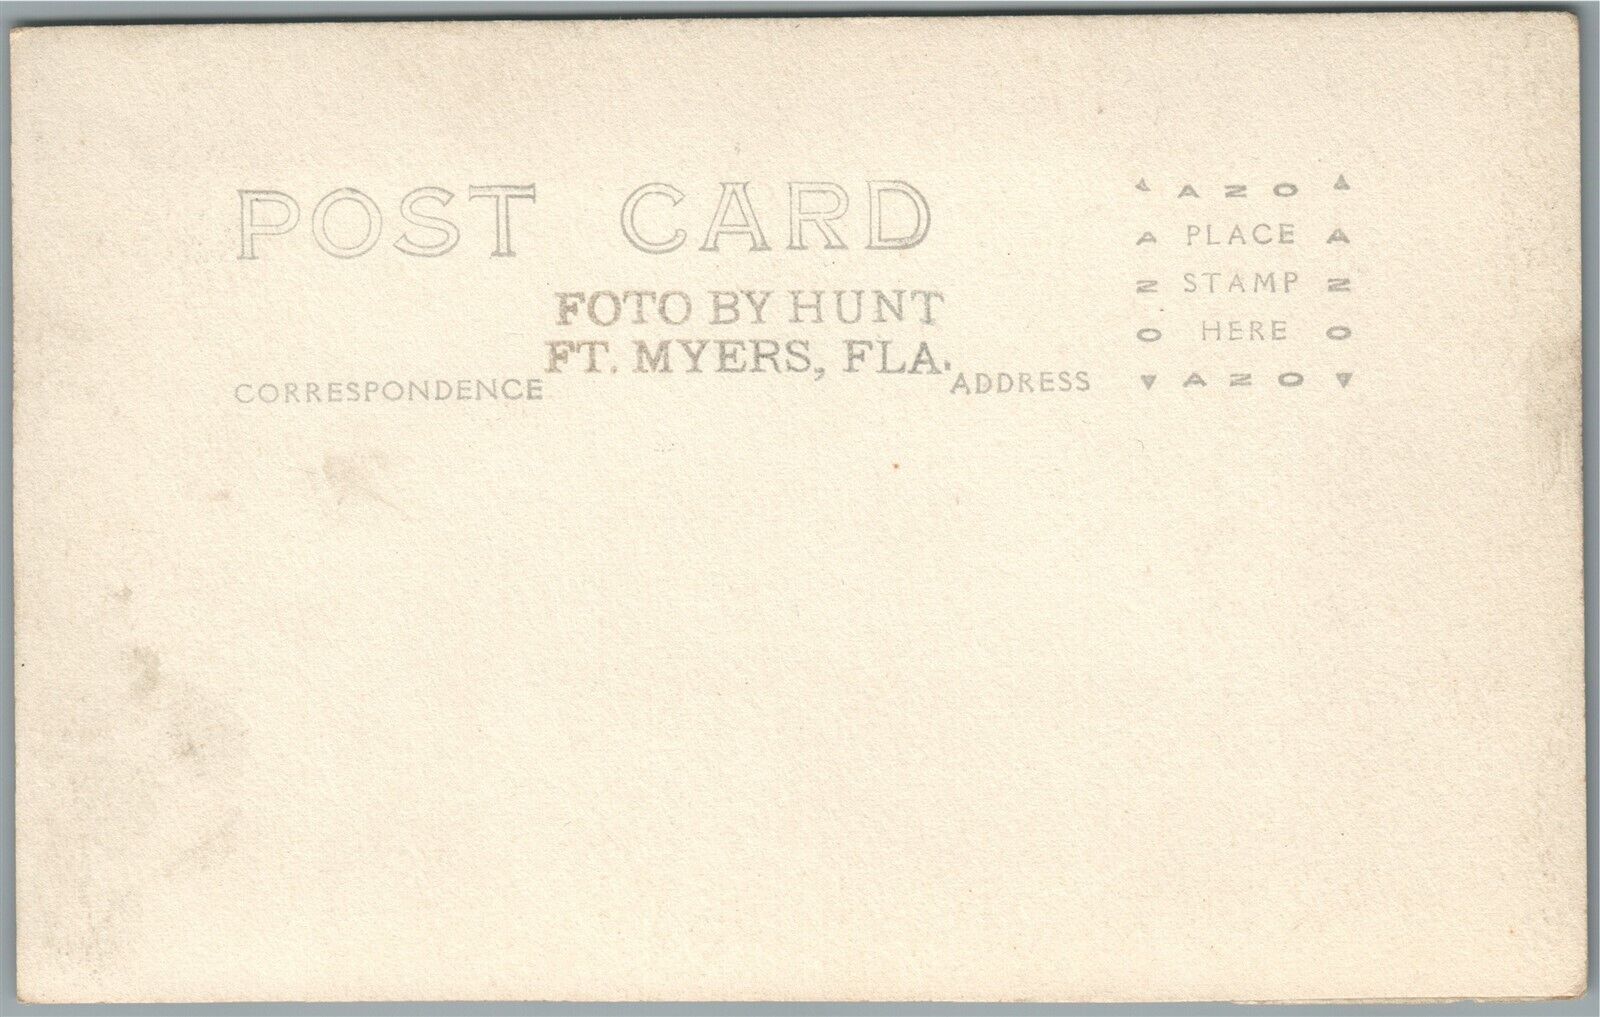 POST CARD
FOTO BY HUNT
FT. MYERS, FLA.
CORRESPONDENCE
ADDRESS
AZO
A PLACE A
Z STAMP Z
O HERE O
AZO